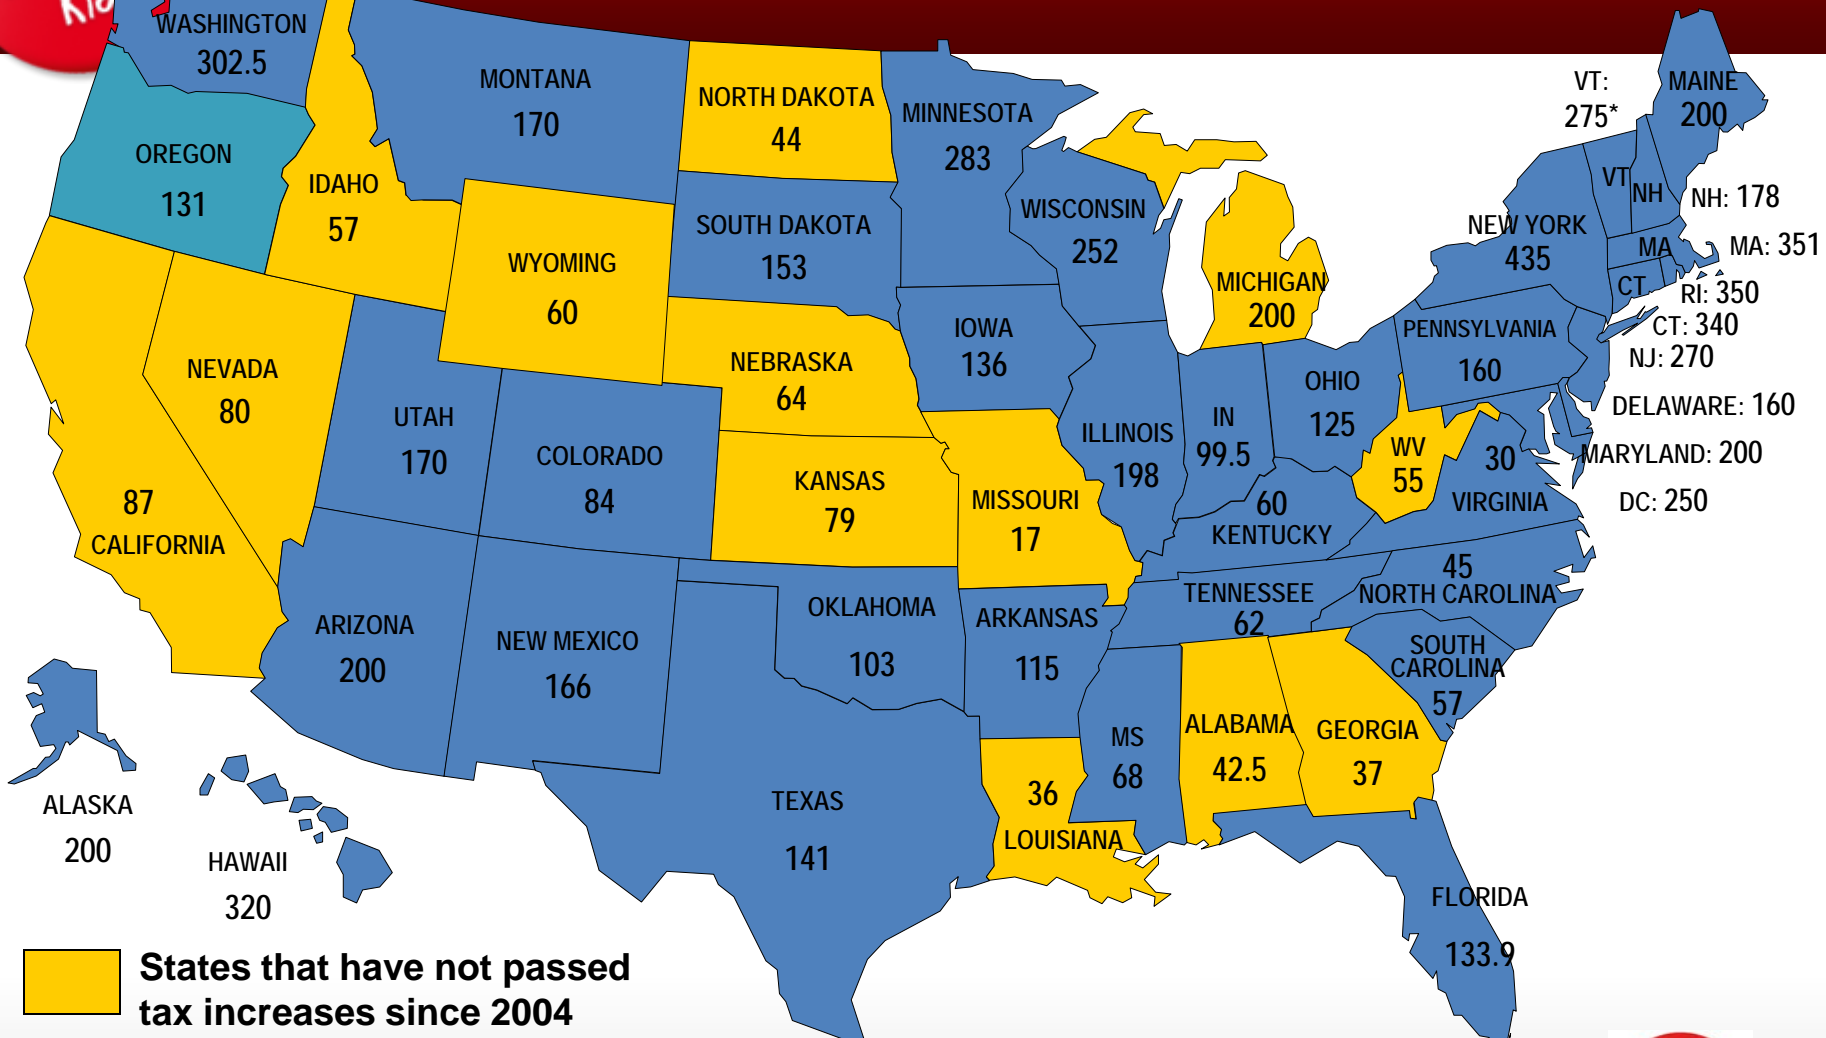 WASHINGTON
302.5
MONTANA
170
NORTH DAKOTA
44
MINNESOTA
283
VT:
275*
MAINE
200
OREGON
131
IDAHO
57
WYOMING
60
SOUTH DAKOTA
153
WISCONSIN
252
MICHIGAN
200
NEW YORK
435
VT
NH
NH: 178
MA
MA: 351
CT
RI: 350
CT: 340
NJ: 270
DELAWARE: 160
MARYLAND: 200
DC: 250
NEVADA
80
UTAH
170
COLORADO
84
NEBRASKA
64
KANSAS
79
IOWA
136
MISSOURI
17
ILLINOIS
198
IN
99.5
OHIO
125
PENNSYLVANIA
160
WV
55
30
VIRGINIA
60
KENTUCKY
87
CALIFORNIA
ARIZONA
200
NEW MEXICO
166
OKLAHOMA
103
ARKANSAS
115
TENNESSEE
62
45
NORTH CAROLINA
SOUTH
CAROLINA
57
MS
68
ALABAMA
42.5
GEORGIA
37
TEXAS
141
36
LOUISIANA
FLORIDA
133.9
ALASKA
200
HAWAII
320
States that have not passed
tax increases since 2004